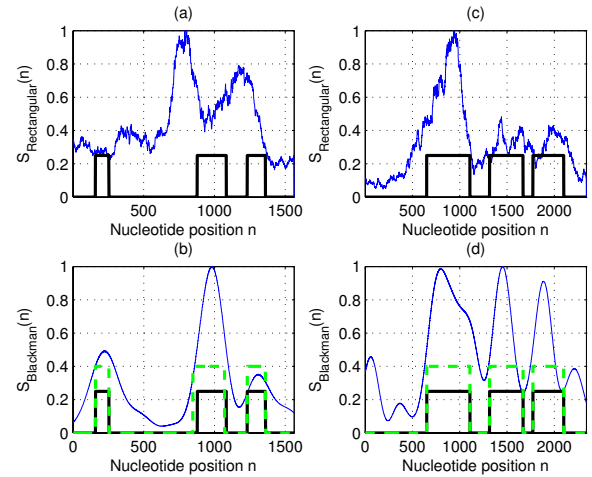 (a)
S_Rectangular(n)
1
0.8
0.6
0.4
0.2
0
500 1000 1500
Nucleotide position n
(c)
S_Rectangular(n)
1
0.8
0.6
0.4
0.2
0
500 1000 1500 2000
Nucleotide position n
(b)
S_Blackman(n)
1
0.8
0.6
0.4
0.2
0
0 500 1000 1500
Nucleotide position n
(d)
S_Blackman(n)
1
0.8
0.6
0.4
0.2
0
0 500 1000 1500 2000
Nucleotide position n